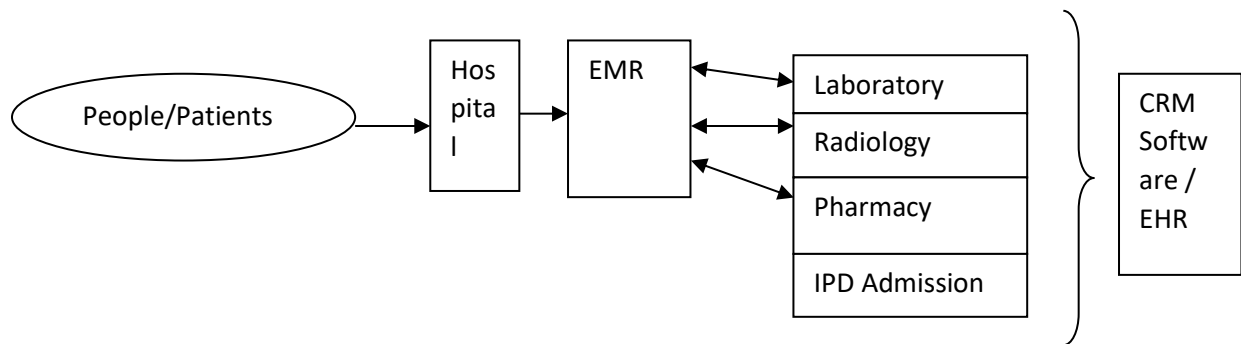 People/Patients
Hos
pita
l
EMR
Laboratory
Radiology
Pharmacy
IPD Admission
CRM
Softw
are /
EHR